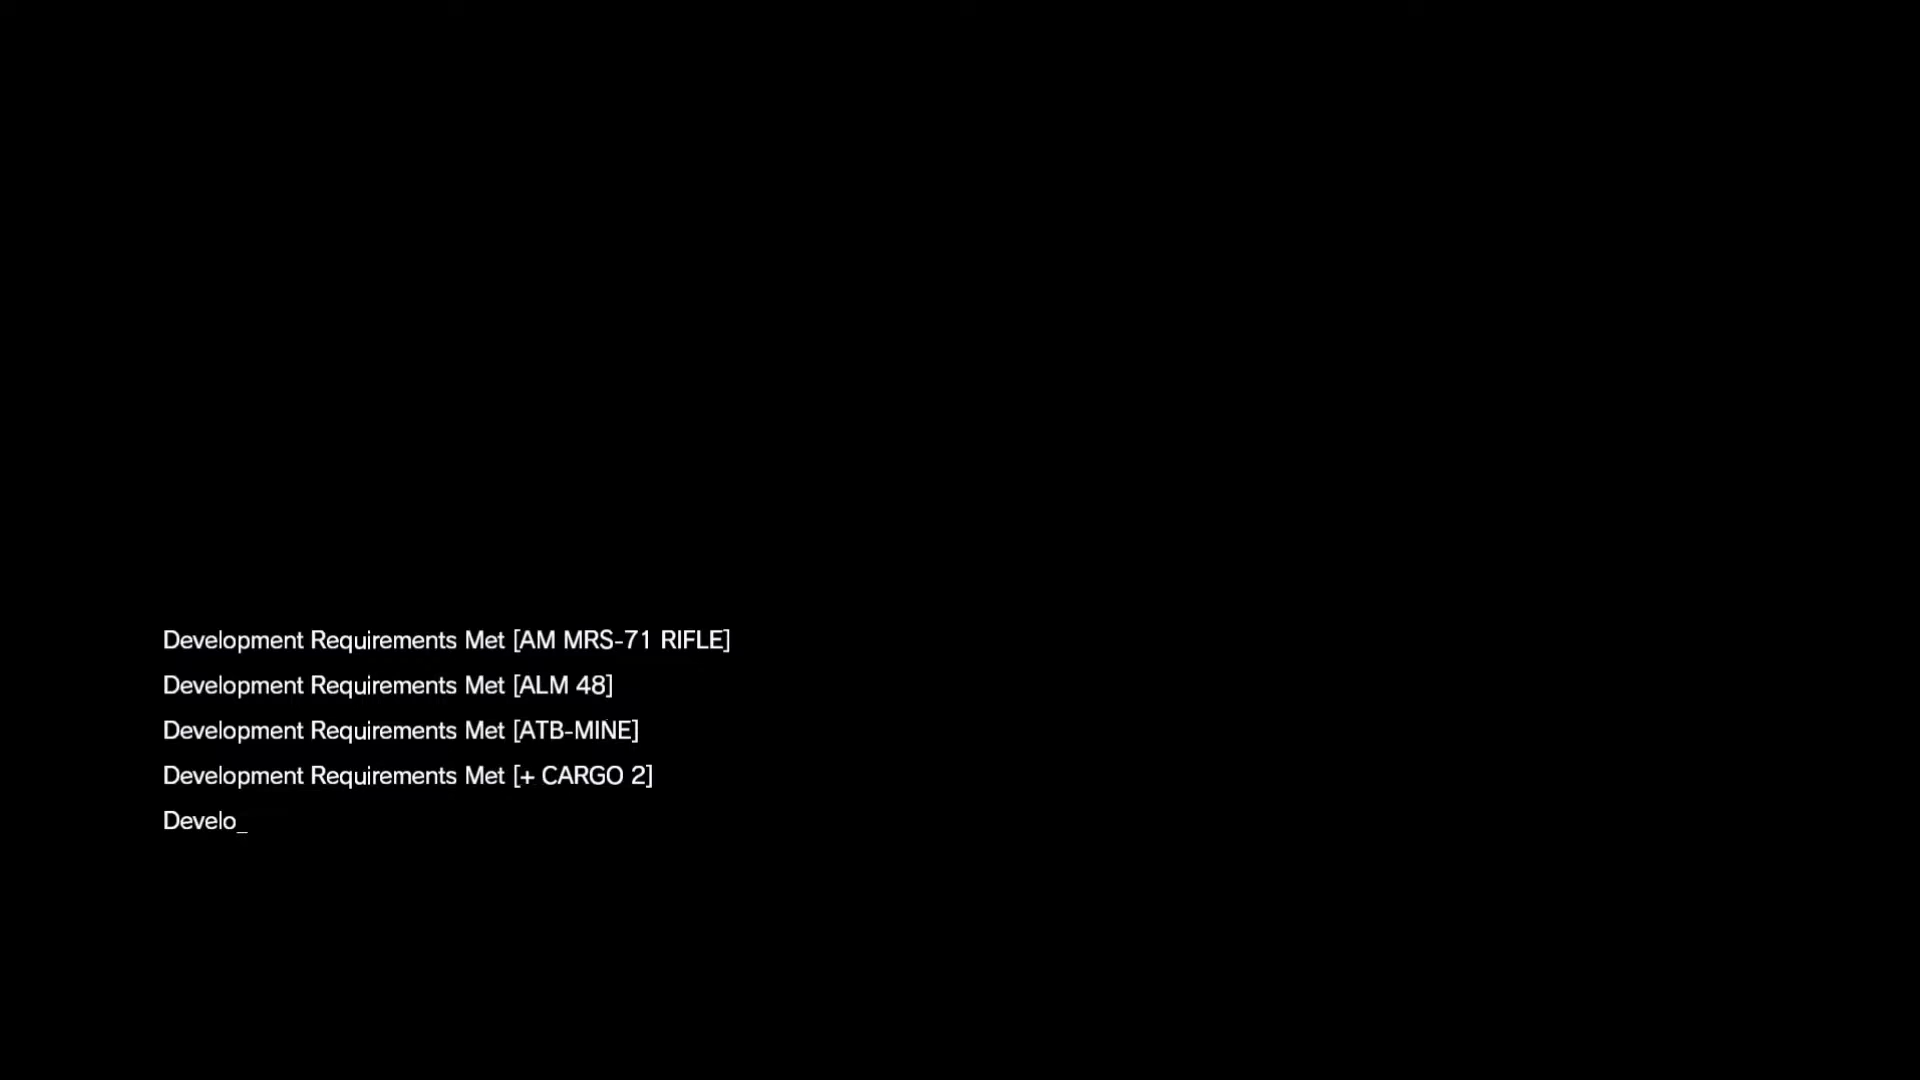 Development Requirements Met [AM MRS-71 RIFLE]
Development Requirements Met [ALM 48]
Development Requirements Met [ATB-MINE]
Development Requirements Met [+ CARGO 2]
Develo_